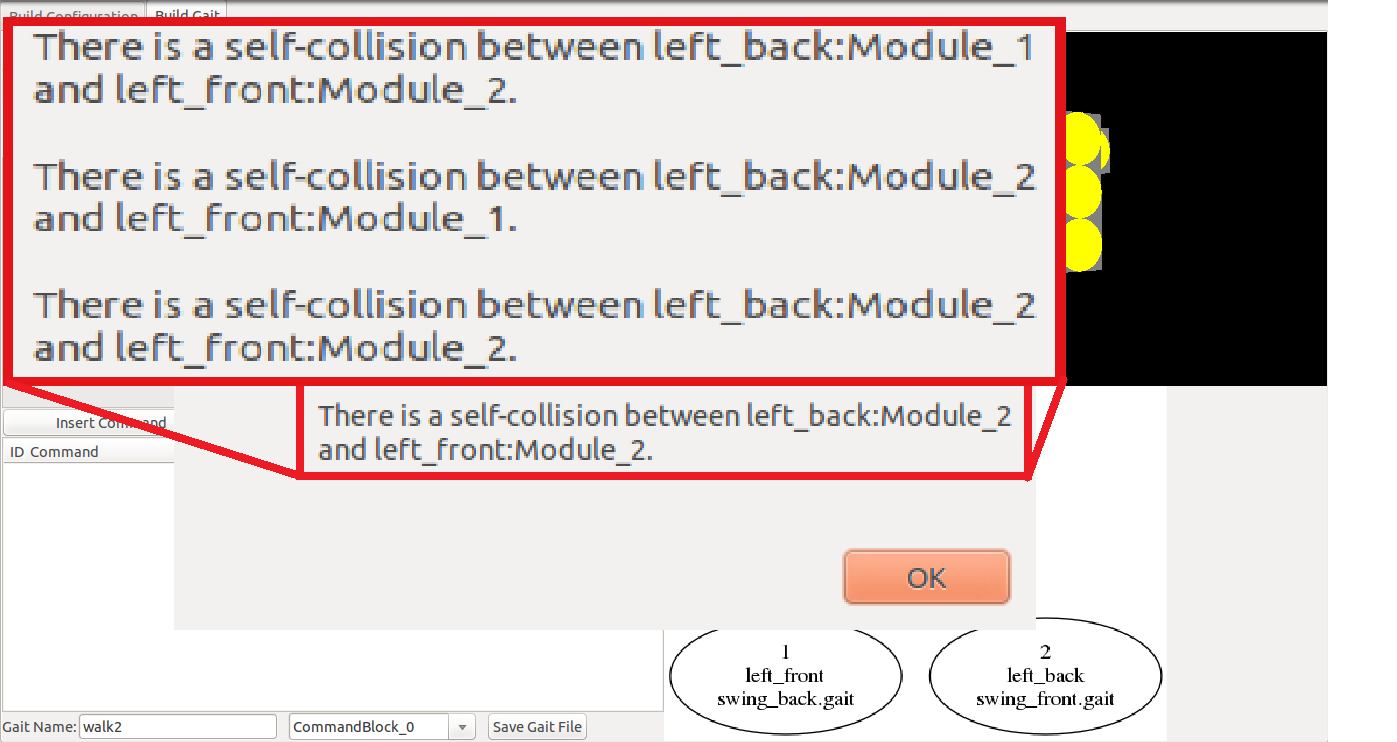 Build Configuration Build Gait
There is a self-collision between left_back:Module_1
and left_front:Module_2.
There is a self-collision between left_back:Module_2
and left_front:Module_1.
There is a self-collision between left_back:Module_2
and left_front:Module_2.
Insert Command
There is a self-collision between left_back:Module_2
and left_front:Module_2.
ID Command
OK
1
left_front
swing_back.gait
2
left_back
swing_front.gait
Gait Name: walk2 CommandBlock_0 Save Gait File